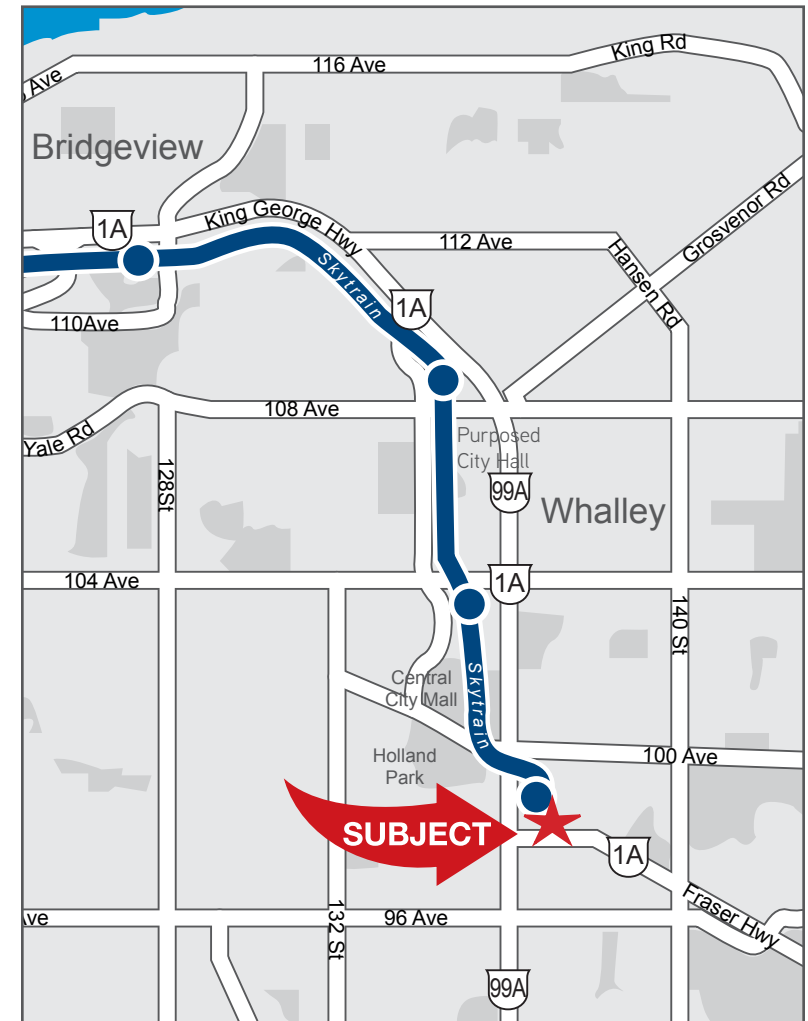 King Rd
116 Ave
Ave
Bridgeview
Grosvenor Rd
King George Hwy
1A
112 Ave
Hansen Rd
Skytrain
1A
110Ave
108 Ave
Yale Rd
Purposed
City Hall
128St
99A
Whalley
104 Ave
1A
140 St
Central
City Mall
Skytrain
Holland
Park
100 Ave
SUBJECT
1A
Fraser Hwy
132 St
96 Ave
Ave
99A